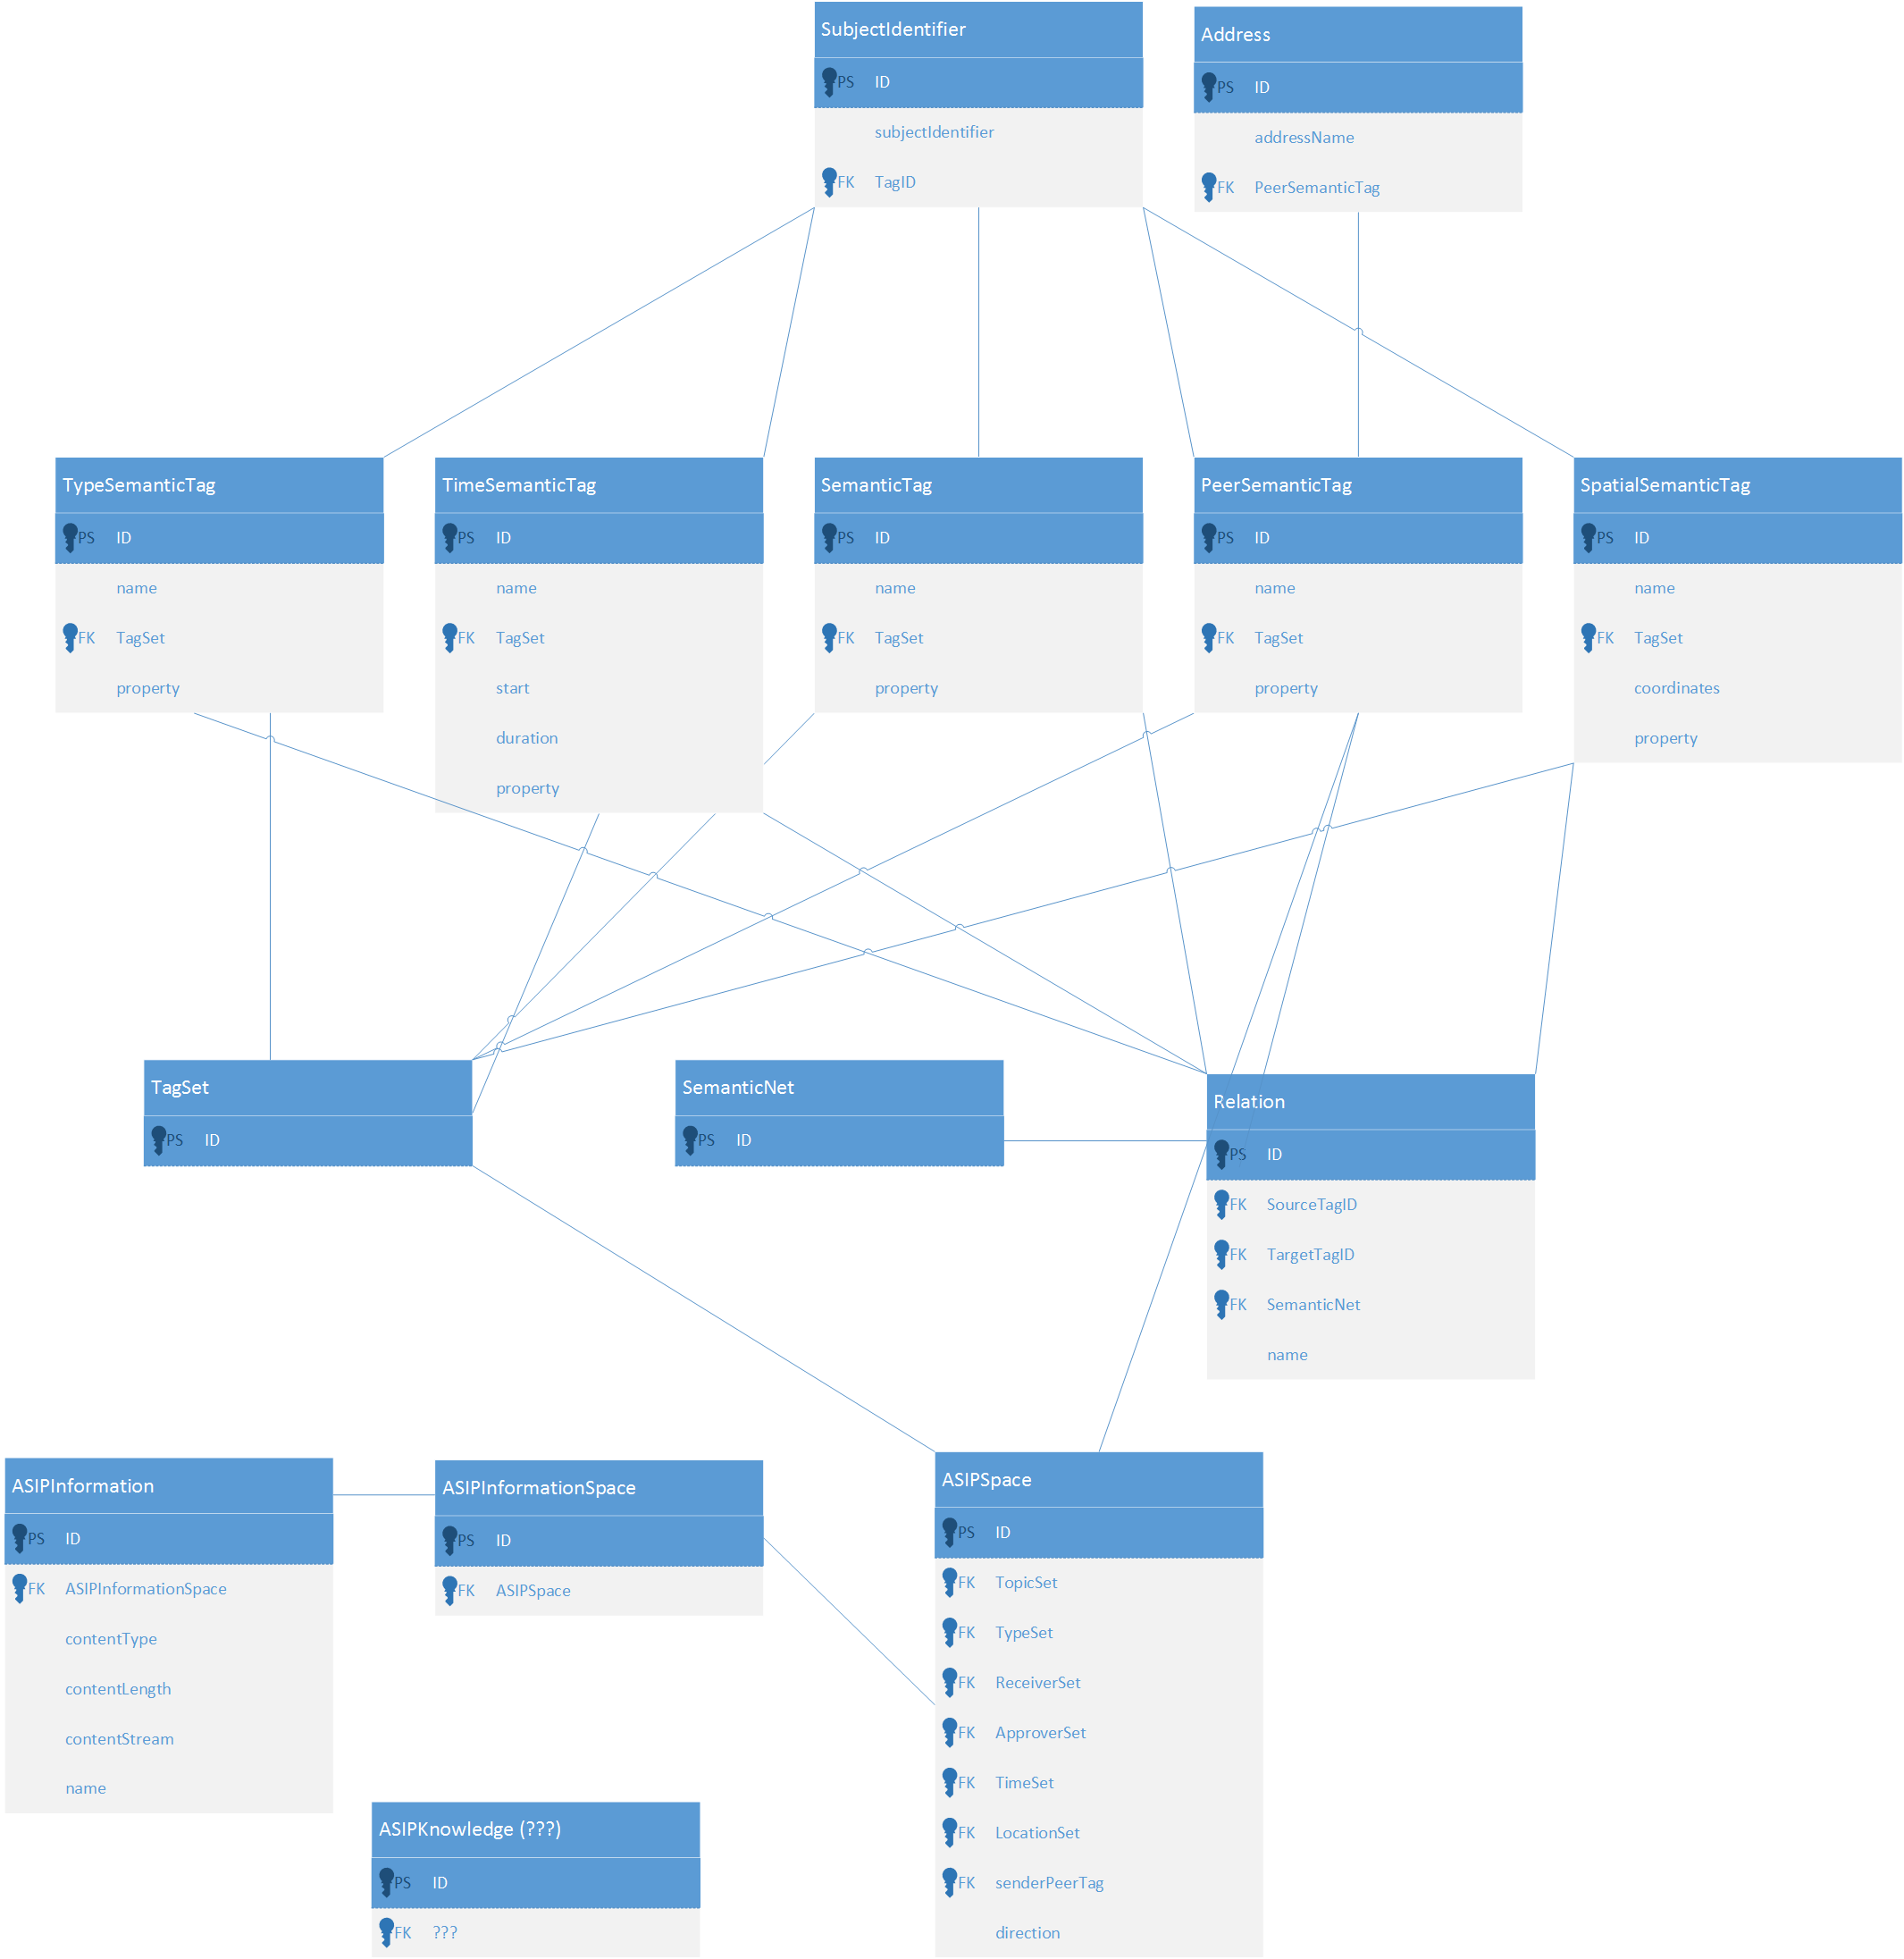 SubjectIdentifier
PS ID
subjectIdentifier
FK TagID
Address
PS ID
addressName
FK PeerSemanticTag
TypeSemanticTag
PS ID
name
FK TagSet
property
TimeSemanticTag
PS ID
name
FK TagSet
start
duration
property
SemanticTag
PS ID
name
FK TagSet
property
PeerSemanticTag
PS ID
name
FK TagSet
property
SpatialSemanticTag
PS ID
name
FK TagSet
coordinates
property
TagSet
PS ID
SemanticNet
PS ID
Relation
PS ID
FK SourceTagID
FK TargetTagID
FK SemanticNet
name
ASIPInformation
PS ID
FK ASIPInformationSpace
contentType
contentLength
contentStream
name
ASIPInformationSpace
PS ID
FK ASIPSpace
ASIPSpace
PS ID
FK TopicSet
FK TypeSet
FK ReceiverSet
FK ApproverSet
FK TimeSet
FK LocationSet
FK senderPeerTag
direction
ASIPKnowledge (???)
PS ID
FK ???